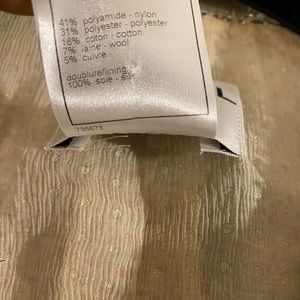 41% polyamide - nylon
31% polyester - polyester
16% coton - cotton
7% laine - wool
5% cuivre -
doublure/lining
100% soie - silk
735673